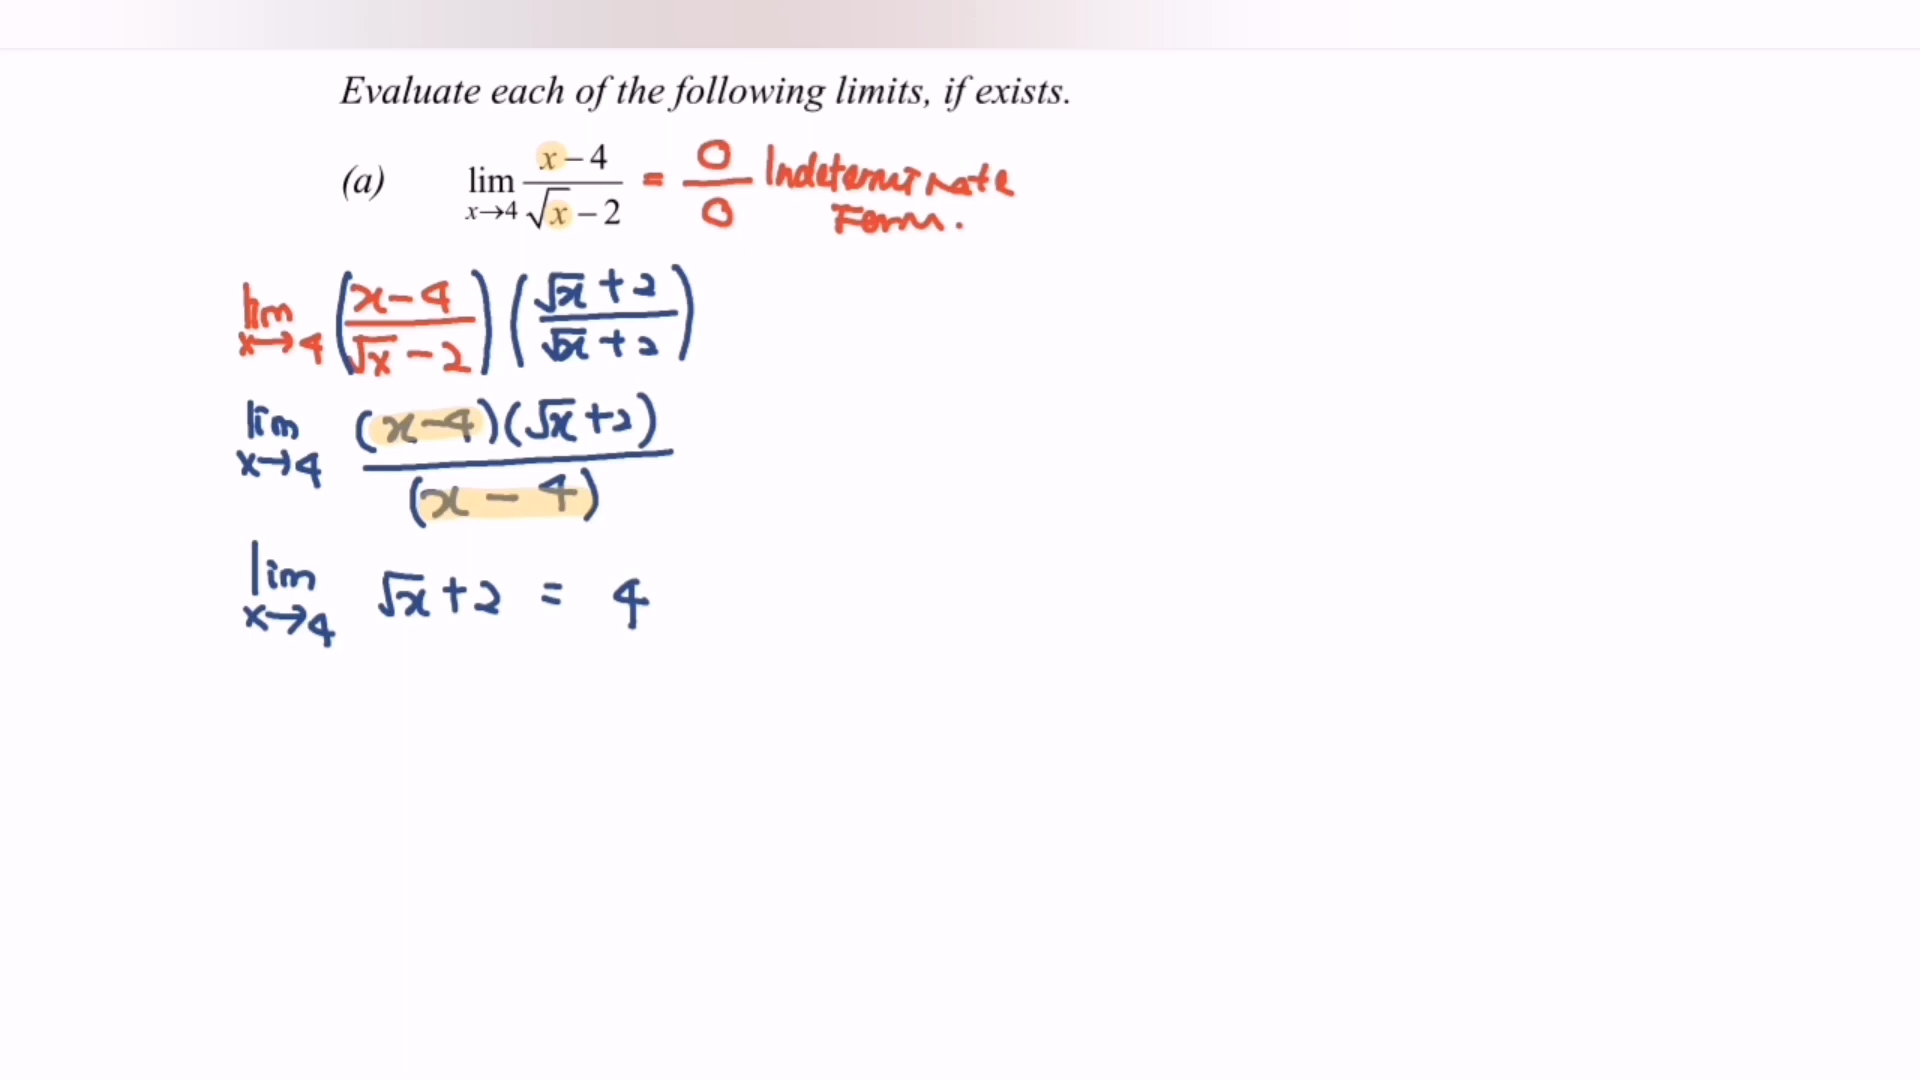 Evaluate each of the following limits, if exists.
(a) lim x→4 (x – 4)/(√x – 2) = 0/0 Indeterminate Form.
lim x→4 ((x – 4)/(√x – 2)) ((√x + 2)/(√x + 2))
lim x→4 (x – 4)(√x + 2)/(x – 4)
lim x→4 √x + 2 = 4